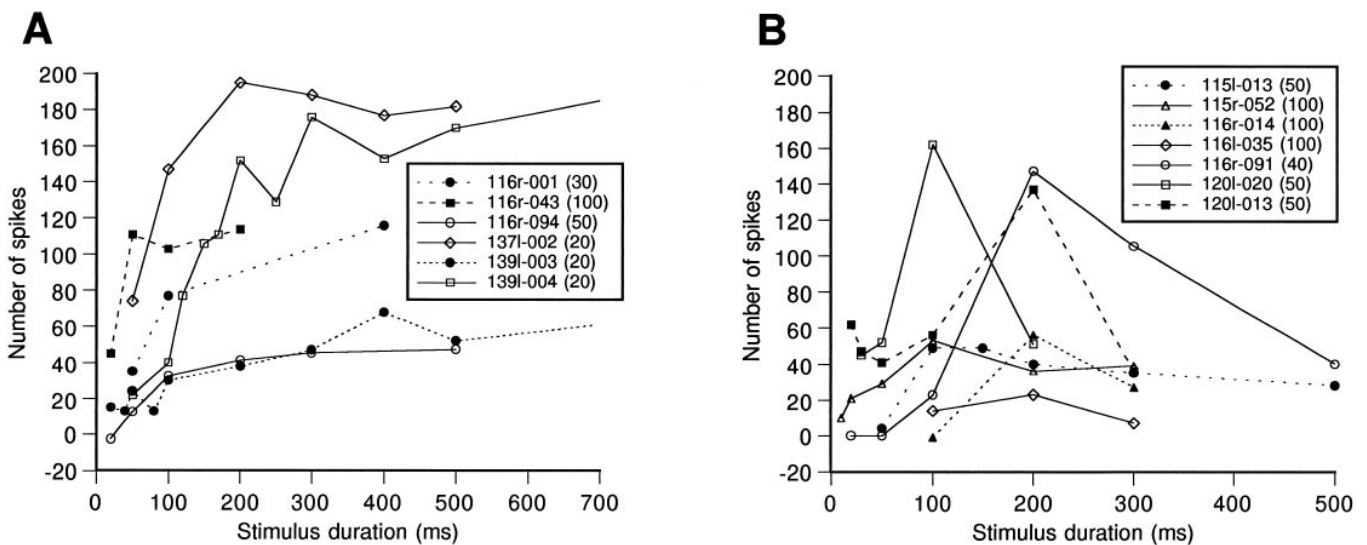 A
Number of spikes
200
180
160
140
120
100
80
60
40
20
0
-20
0
100
200
300
400
500
600
700
Stimulus duration (ms)
116r-001 (30)
116r-043 (100)
116r-094 (50)
137l-002 (20)
139l-003 (20)
139l-004 (20)
B
Number of spikes
200
180
160
140
120
100
80
60
40
20
0
-20
0
100
200
300
400
500
Stimulus duration (ms)
115l-013 (50)
115r-052 (100)
116r-014 (100)
116l-035 (100)
116r-091 (40)
120l-020 (50)
120l-013 (50)